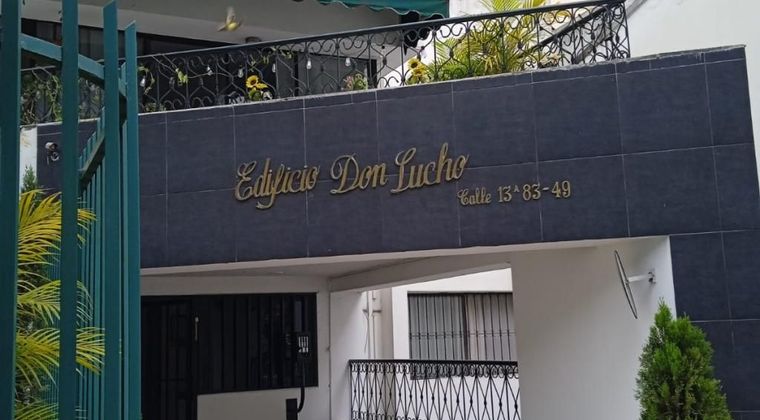 Edificio Don Lucho
Calle 13ᴬ 83-49